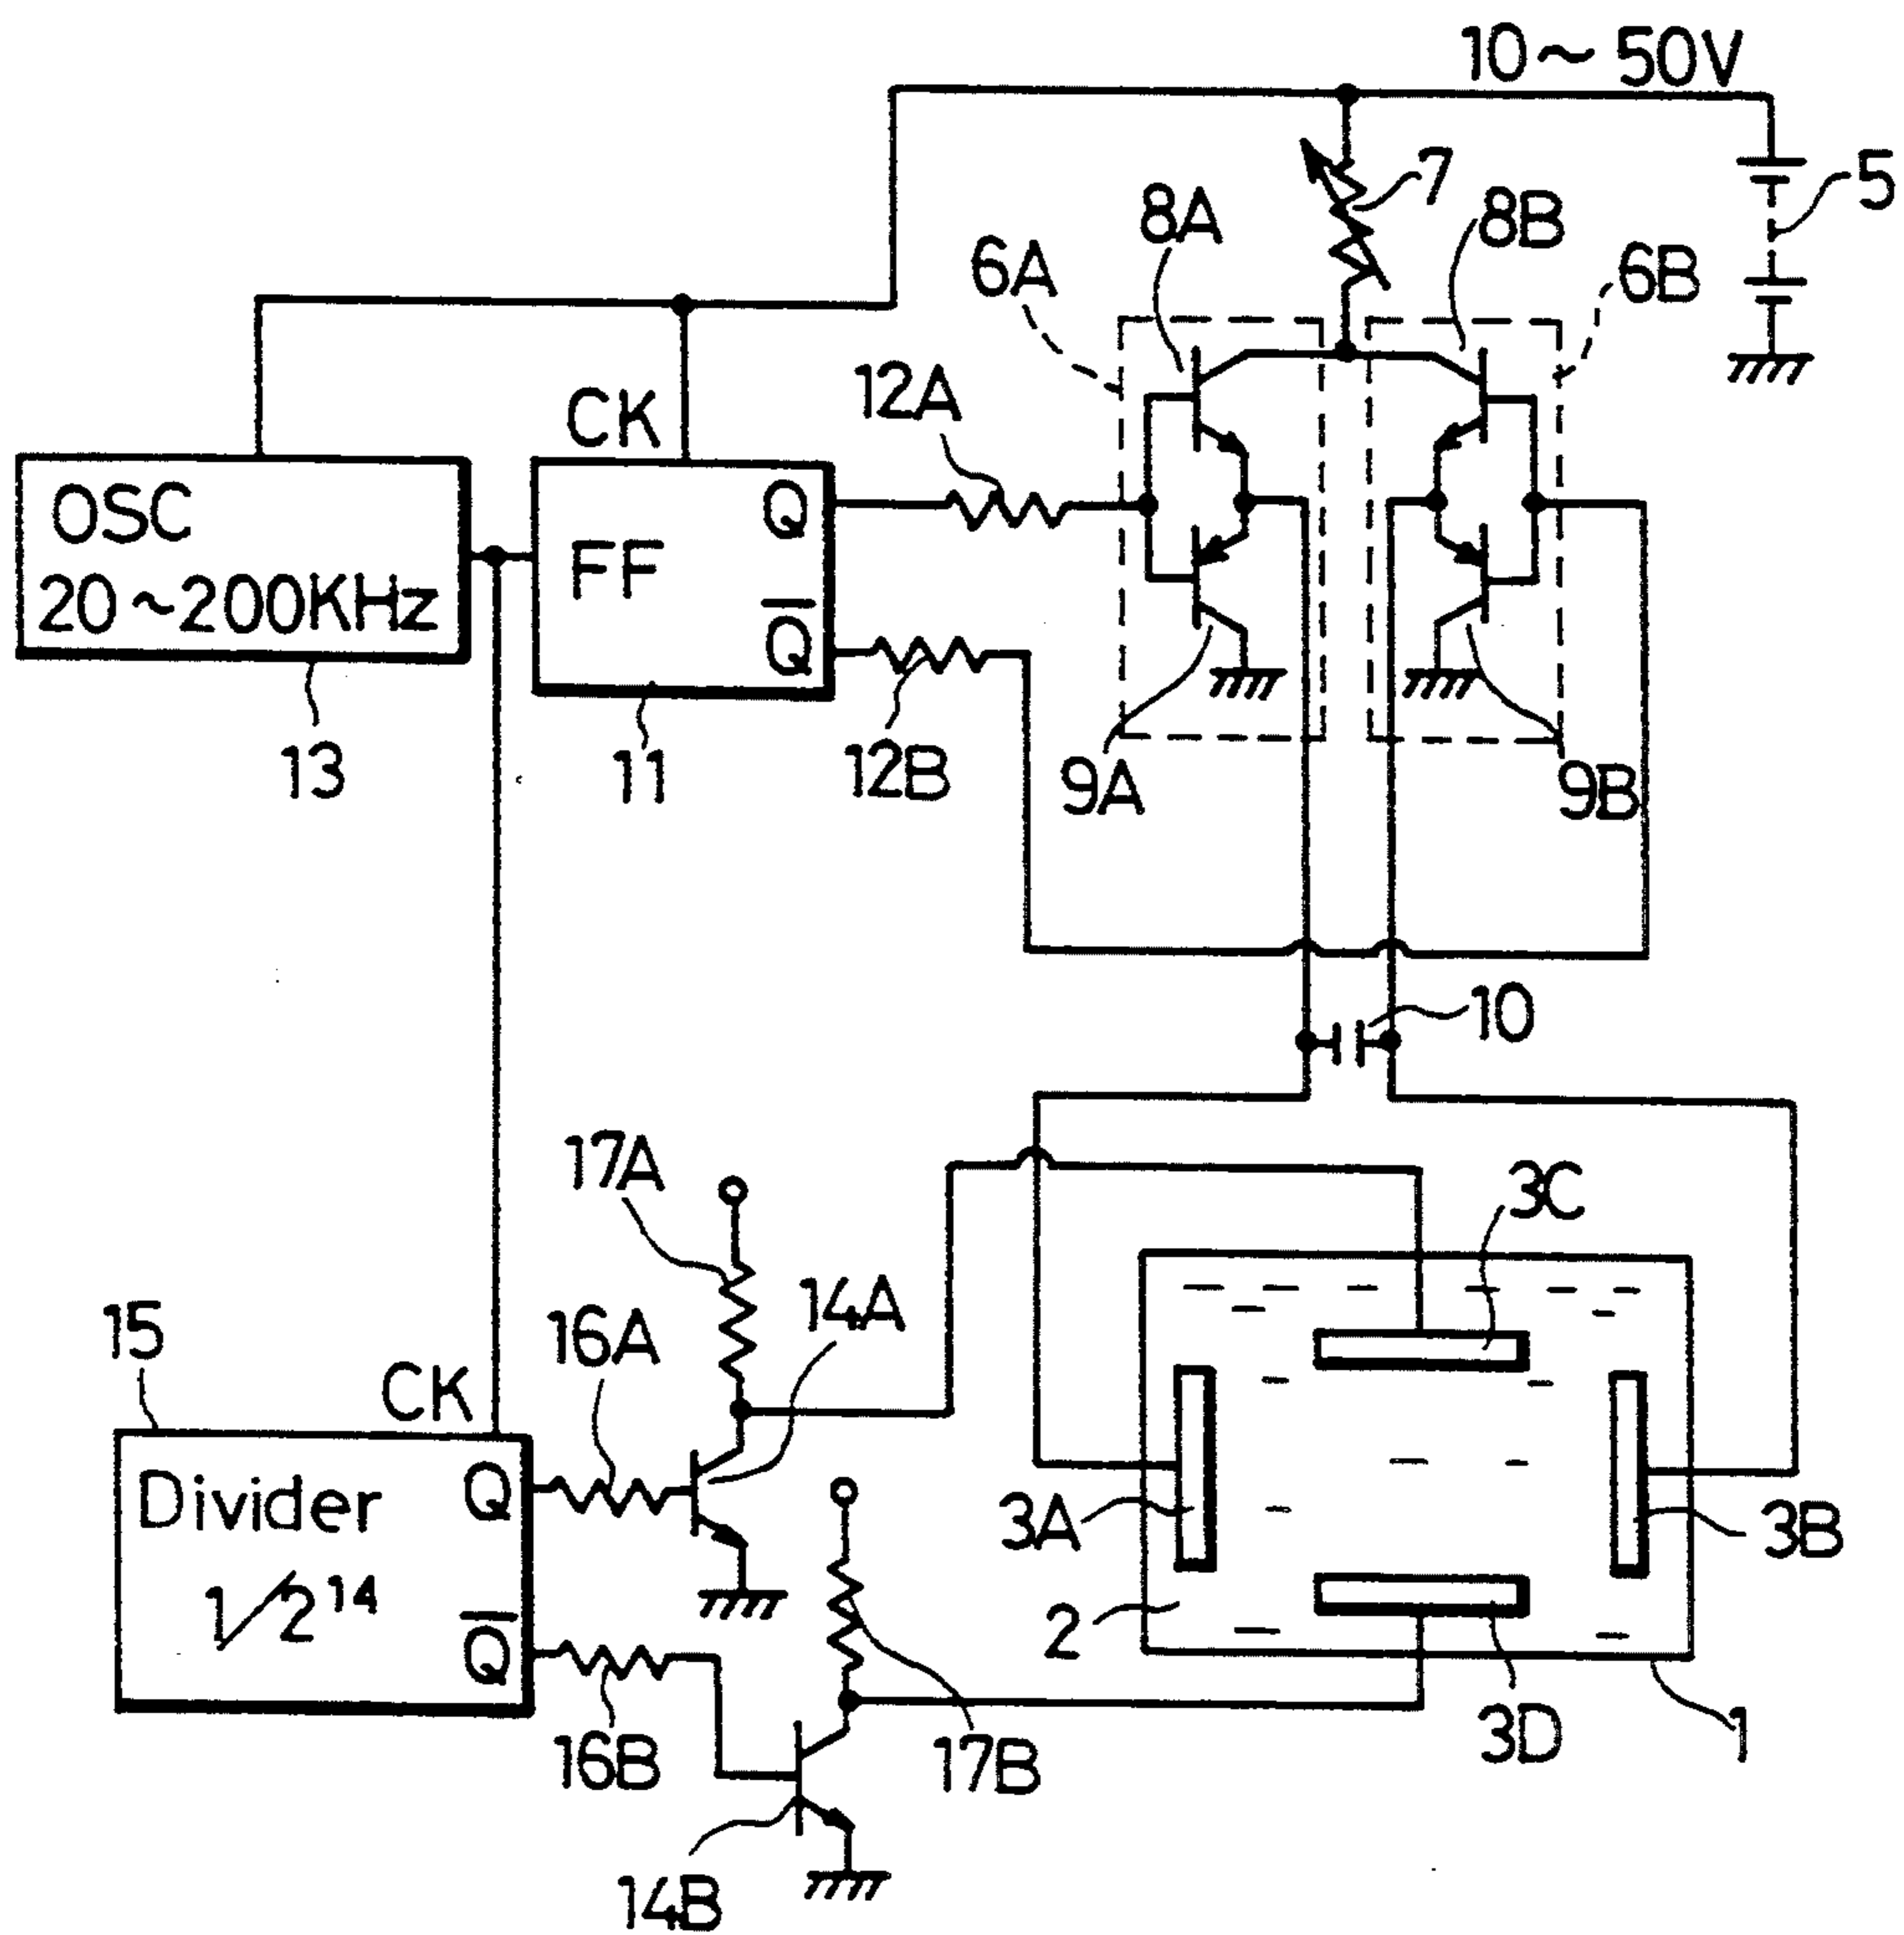 10~50V
5
7
8A
8B
6A
6B
12A
CK
OSC
20~200KHz
FF
Q
Q̅
13
11
12B
9A
9B
10
17A
3C
14A
16A
15
CK
Divider
1/2¹⁴
Q
Q̅
3A
3B
2
16B
17B
3D
1
14B